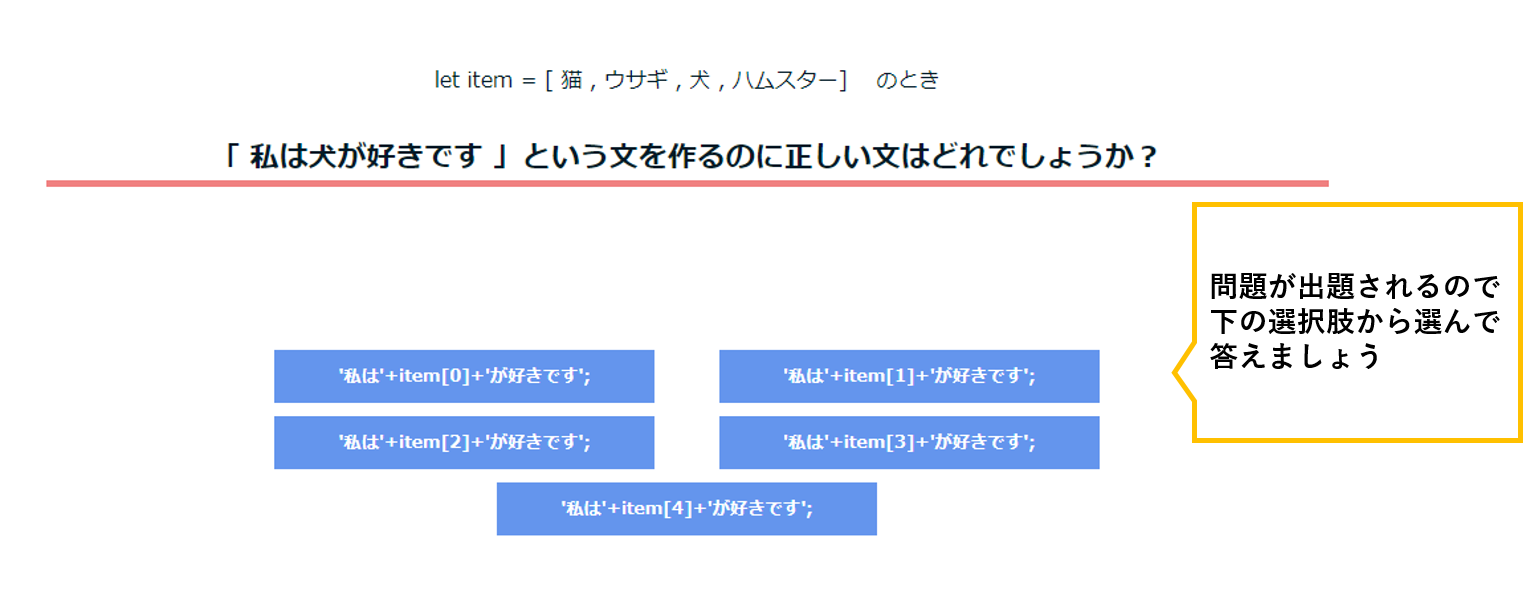 let item = [ 猫 , ウサギ , 犬 , ハムスター] のとき
「 私は犬が好きです 」という文を作るのに正しい文はどれでしょうか？
問題が出題されるので
下の選択肢から選んで
答えましょう
'私は'+item[0]+'が好きです';
'私は'+item[1]+'が好きです';
'私は'+item[2]+'が好きです';
'私は'+item[3]+'が好きです';
'私は'+item[4]+'が好きです';